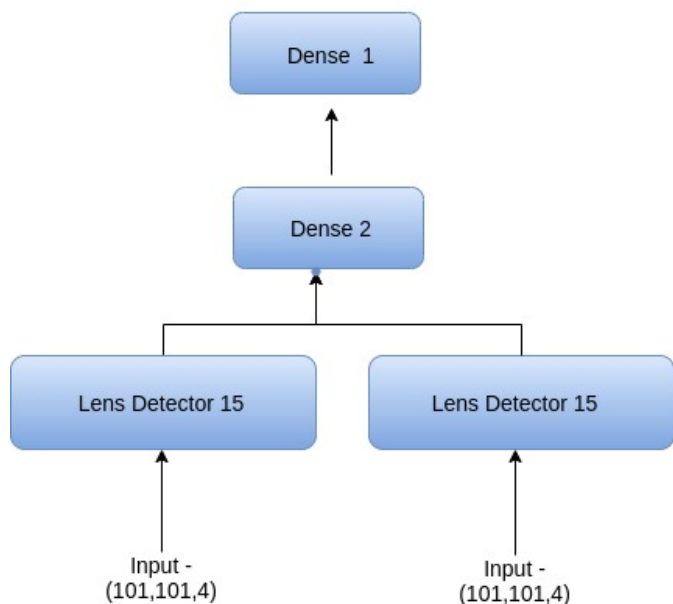 Dense 1
Dense 2
Lens Detector 15
Lens Detector 15
Input -
(101,101,4)
Input -
(101,101,4)